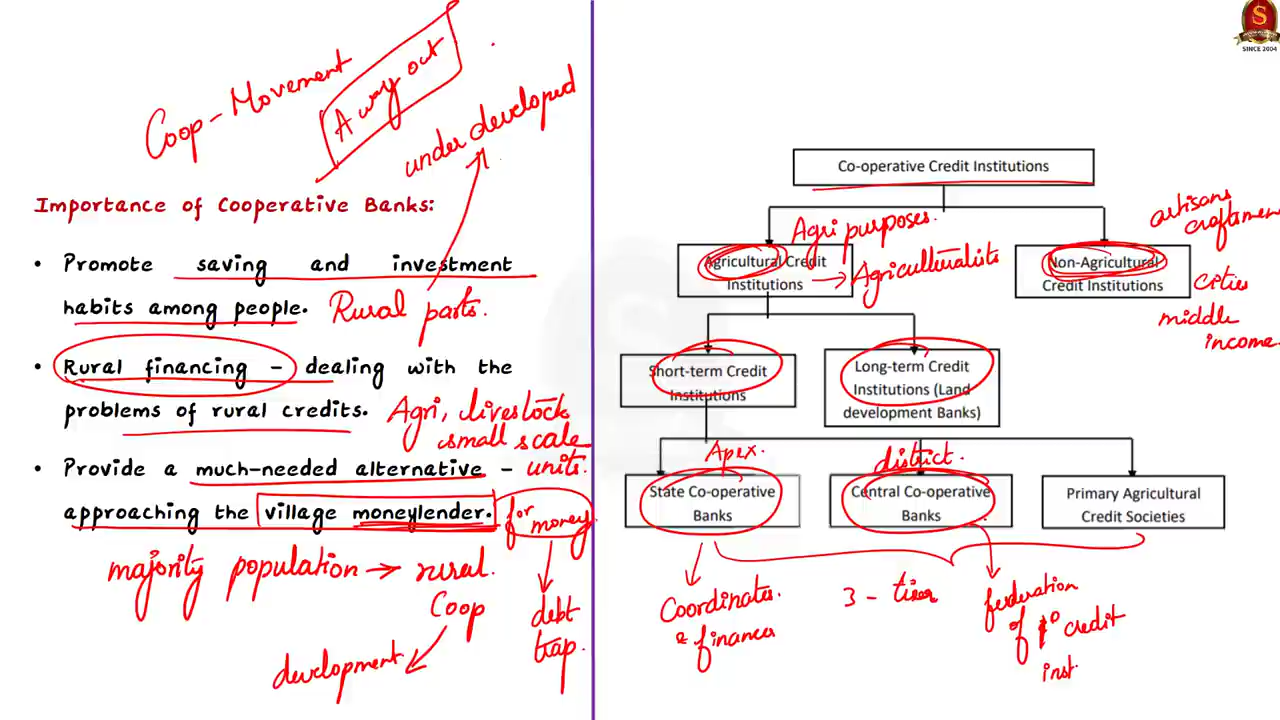 S
SINCE 2004
Coop-Movement
A way out
under developed
Importance of Cooperative Banks:
• Promote saving and investment
habits among people. Rural parts.
• Rural financing - dealing with the
problems of rural credits. Agri, livestock
small scale
• Provide a much-needed alternative - units.
approaching the village moneylender. for money
majority population → rural.
Coop
development
debt
trap.
Co-operative Credit Institutions
artisans
craftsmen
Agri purposes.
Agricultural Credit
Institutions
→ Agriculturalists
Non-Agricultural
Credit Institutions
cities
middle
income
Short-term Credit
Institutions
Long-term Credit
Institutions (Land
development Banks)
Apex.
district.
State Co-operative
Banks
Central Co-operative
Banks
Primary Agricultural
Credit Societies
Coordinates.
& finances
3 - tier
federation
of 1° credit
inst